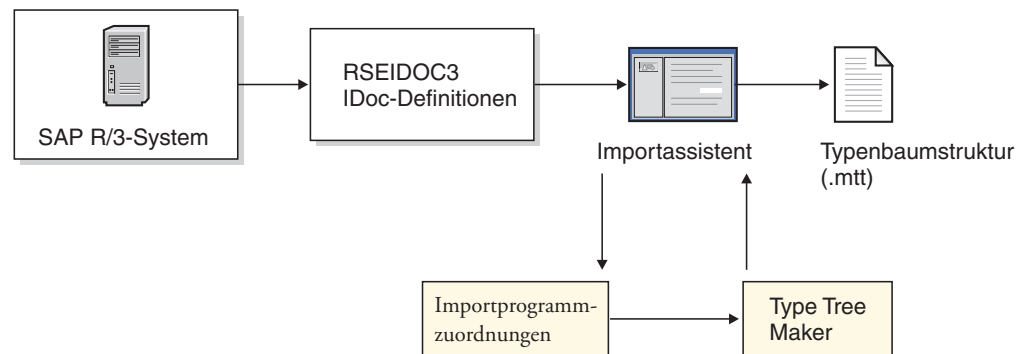 SAP R/3-System
RSEIDOC3
IDoc-Definitionen
Importassistent
Typenbaumstruktur
(.mtt)
Importprogramm-
zuordnungen
Type Tree
Maker